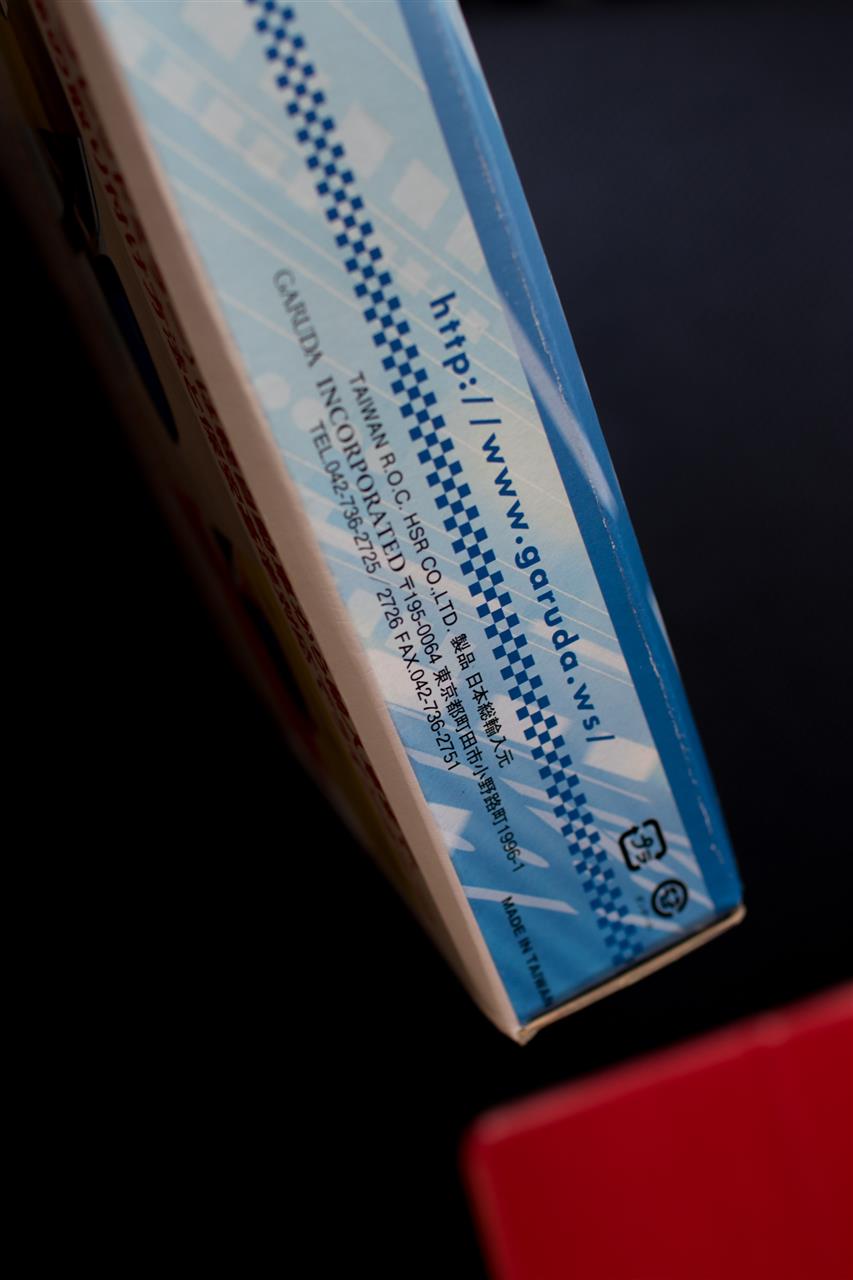 http://www.garuda.ws/
TAIWAN R.O.C. HSR CO.,LTD. 製品 日本総輸入元
GARUDA INCORPORATED 〒195-0064 東京都町田市小野路町1996-1
TEL.042-736-2725/2726 FAX.042-736-2751
プラ
MADE IN TAIWAN